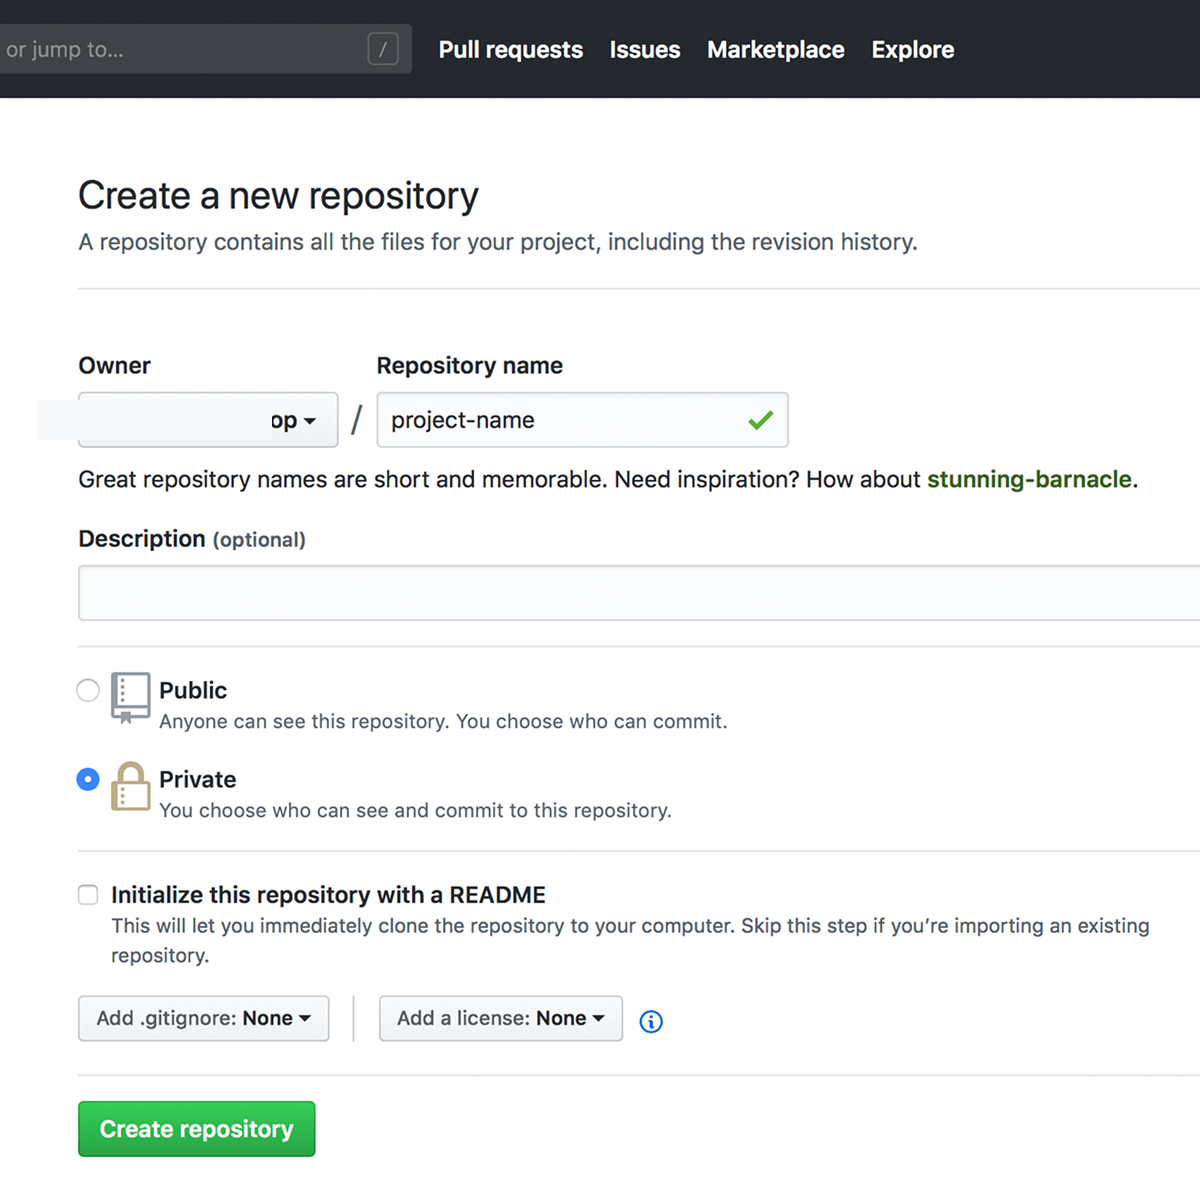 or jump to... / Pull requests Issues Marketplace Explore
Create a new repository
A repository contains all the files for your project, including the revision history.
Owner Repository name
op / project-name
Great repository names are short and memorable. Need inspiration? How about stunning-barnacle.
Description (optional)
Public
Anyone can see this repository. You choose who can commit.
Private
You choose who can see and commit to this repository.
Initialize this repository with a README
This will let you immediately clone the repository to your computer. Skip this step if you’re importing an existing
repository.
Add .gitignore: None Add a license: None
Create repository